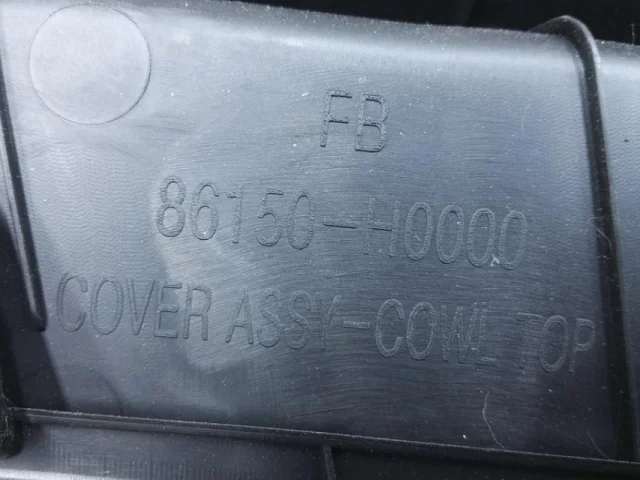 FB
86150-H0000
COVER ASSY-COWL TOP